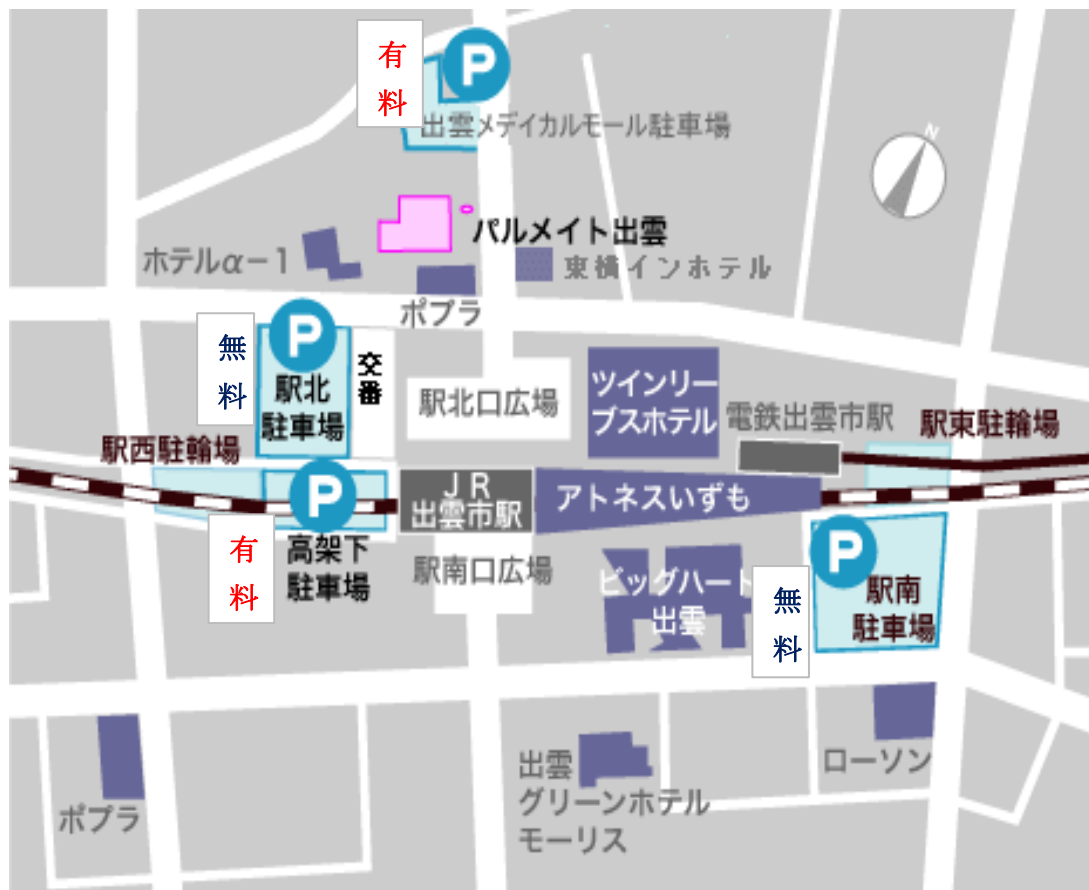 有
料
P
出雲メディカルモール駐車場
N
パルメイト出雲
ホテルα-1
東横インホテル
ポプラ
無
料
P
駅北
駐車場
交
番
駅北口広場
ツインリー
ブスホテル
電鉄出雲市駅
駅東駐輪場
駅西駐輪場
P
JR
出雲市駅
アトネスいずも
有
料
高架下
駐車場
駅南口広場
ビッグハート
出雲
無
料
P
駅南
駐車場
ポプラ
出雲
グリーンホテル
モーリス
ローソン